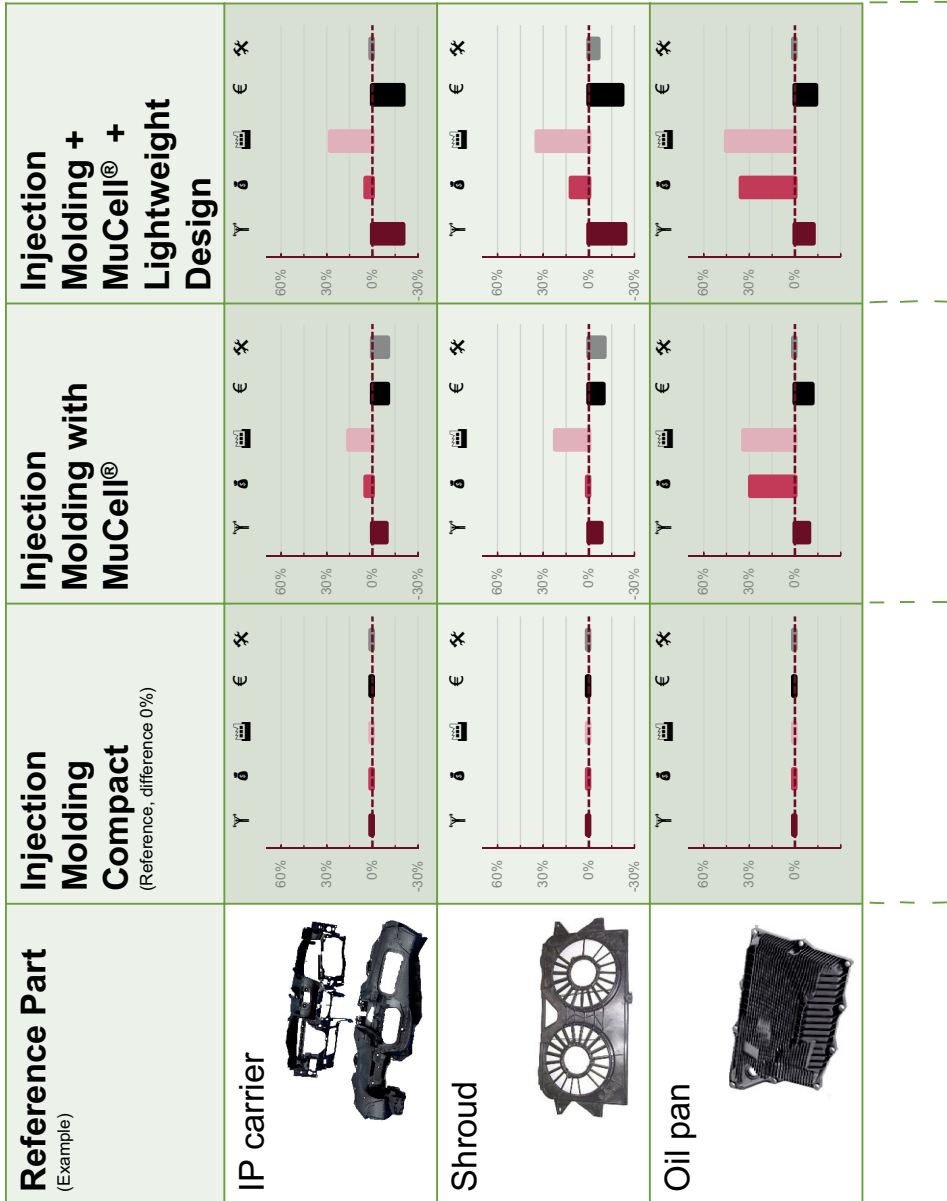 Reference Part
(Example)
Injection
Molding
Compact
(Reference, difference 0%)
Injection
Molding with
MuCell®
Injection
Molding +
MuCell® +
Lightweight
Design
IP carrier
60%
30%
0%
-30%
60%
30%
0%
-30%
60%
30%
0%
-30%
Shroud
60%
30%
0%
-30%
60%
30%
0%
-30%
60%
30%
0%
-30%
Oil pan
60%
30%
0%
60%
30%
0%
60%
30%
0%